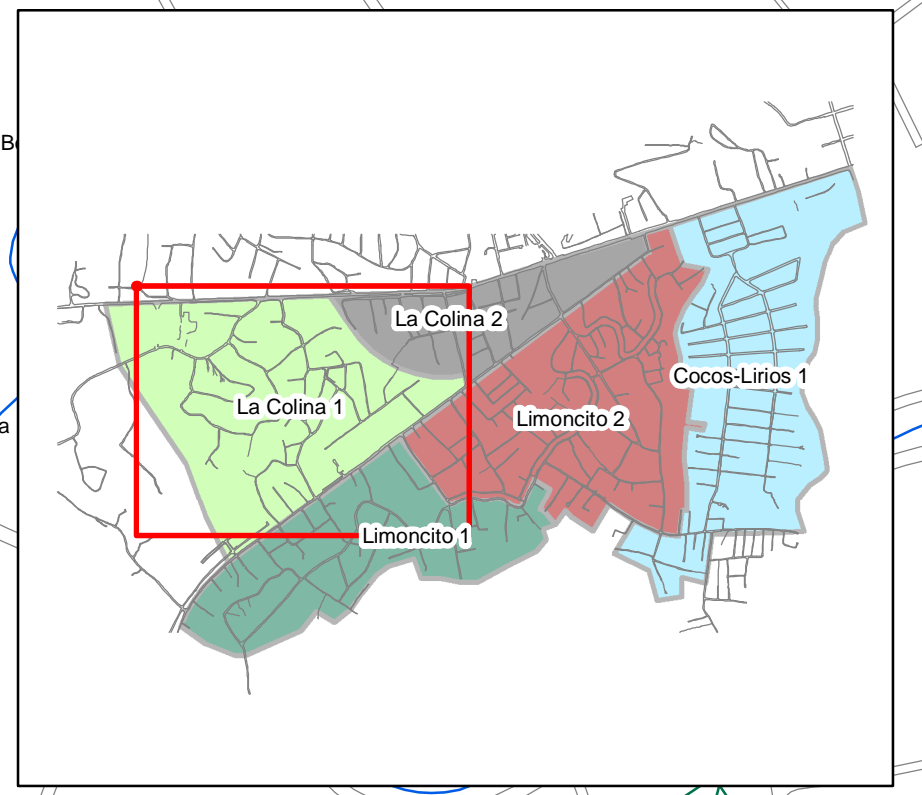 La Colina 2
Cocos-Lirios 1
La Colina 1
Limoncito 2
Limoncito 1